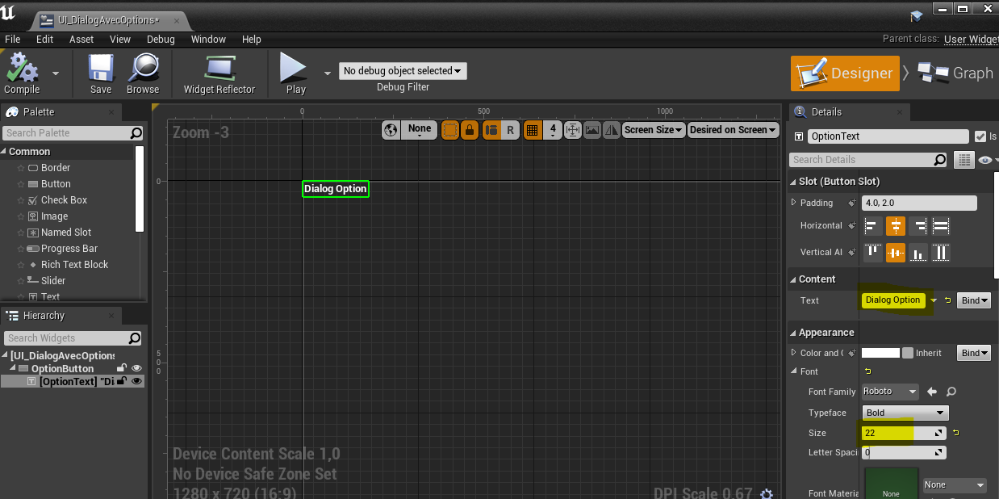 UI_DialogAvecOptions*
File Edit Asset View Debug Window Help
Parent class: User Widget
Compile
Save
Browse
Widget Reflector
Play
No debug object selected
Debug Filter
Designer
Graph
Palette
Search Palette
Common
Border
Button
Check Box
Image
Named Slot
Progress Bar
Rich Text Block
Slider
Text
Hierarchy
Search Widgets
[UI_DialogAvecOptions
OptionButton
[OptionText] "Di
0 500 1000
Zoom -3
None
R
4
Screen Size
Desired on Screen
0
Dialog Option
5
0
0
Device Content Scale 1,0
No Device Safe Zone Set
1280 x 720 (16:9)
DPI Scale 0.67
Details
OptionText
Is
Search Details
Slot (Button Slot)
Padding 4.0, 2.0
Horizontal
Vertical Ali
Content
Text Dialog Option Bind
Appearance
Color and Inherit Bind
Font
Font Family Roboto
Typeface Bold
Size 22
Letter Spaci 0
Font Materia None None